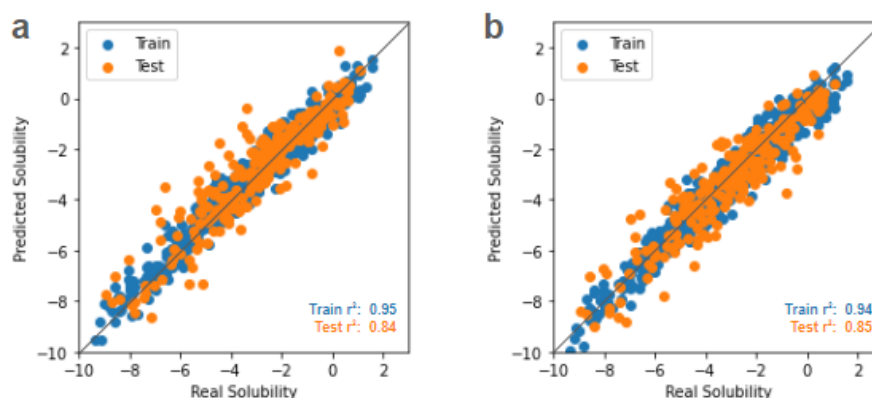 a
Train
Test
2
0
−2
−4
−6
−8
−10
Predicted Solubility
Train r²: 0.95
Test r²: 0.84
−10 −8 −6 −4 −2 0 2
Real Solubility
b
Train
Test
2
0
−2
−4
−6
−8
−10
Predicted Solubility
Train r²: 0.94
Test r²: 0.85
−10 −8 −6 −4 −2 0 2
Real Solubility